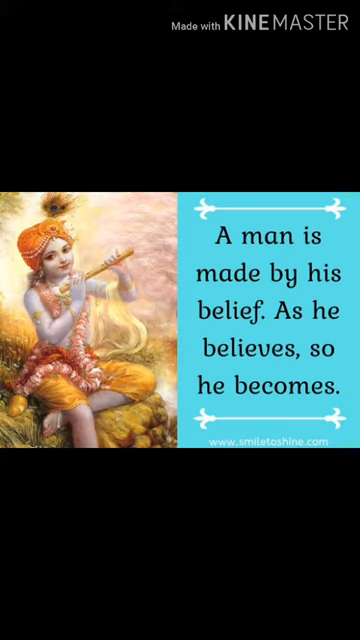 Made with KINEMASTER
A man is
made by his
belief. As he
believes, so
he becomes.
www.smiletoshine.com